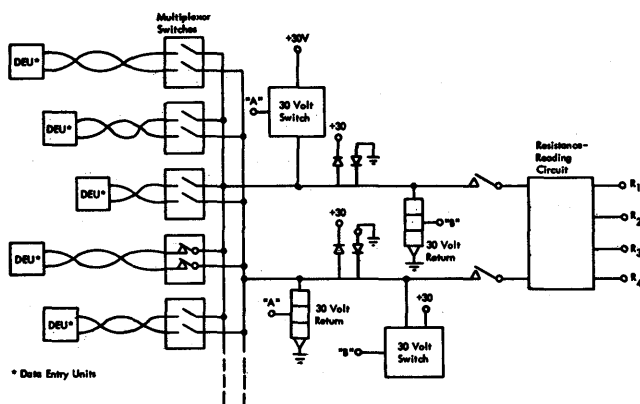 Multiplexor
Switches
DEU*
+30V
DEU*
"A"
30 Volt
Switch
+30
Resistance-
Reading
Circuit
DEU*
R1
"B"
R2
30 Volt
Return
+30
R3
DEU*
R4
"A"
30 Volt
Return
+30
DEU*
"B"
30 Volt
Switch
* Data Entry Units